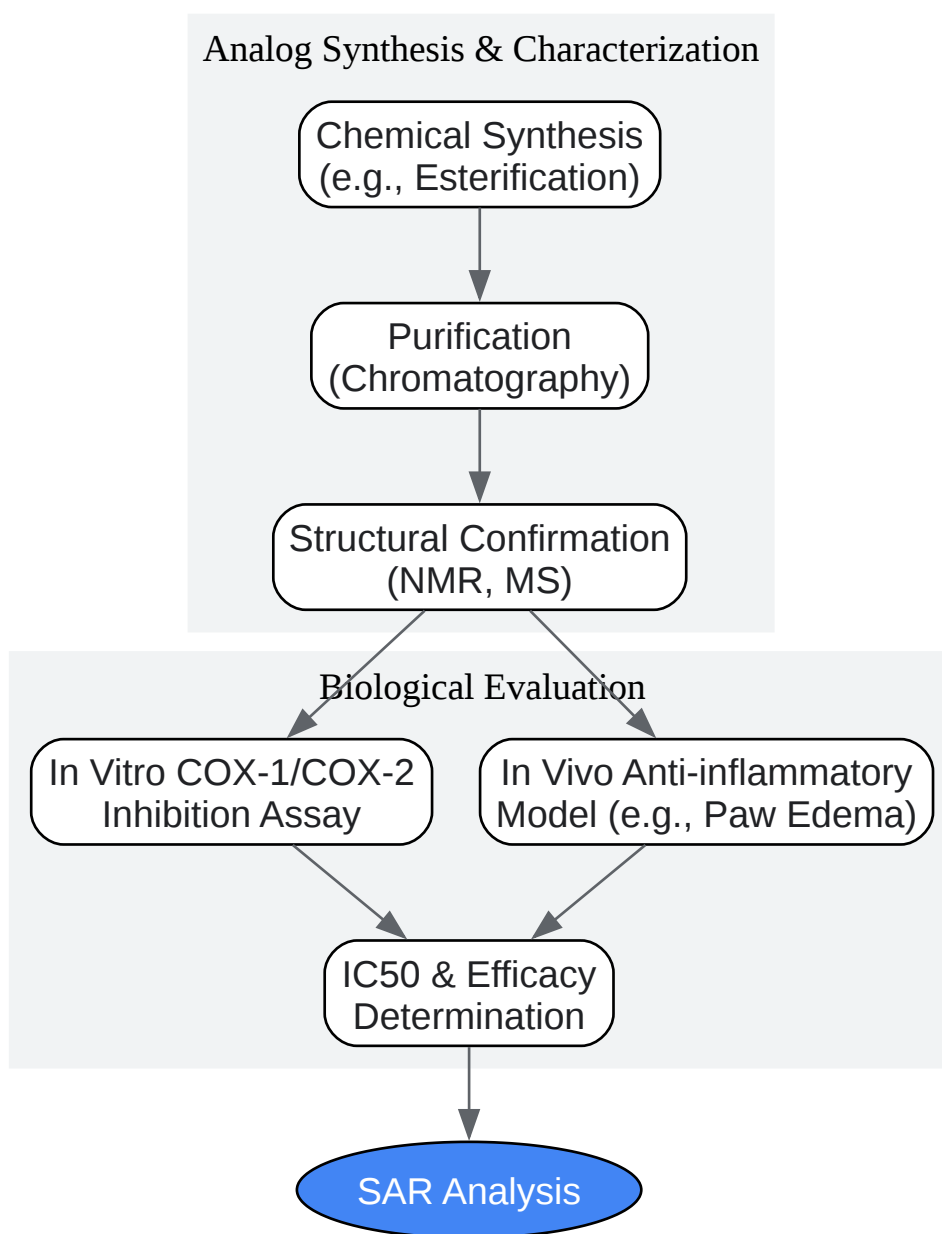 Analog Synthesis & Characterization
Chemical Synthesis
(e.g., Esterification)
Purification
(Chromatography)
Structural Confirmation
(NMR, MS)
Biological Evaluation
In Vitro COX-1/COX-2
Inhibition Assay
In Vivo Anti-inflammatory
Model (e.g., Paw Edema)
IC50 & Efficacy
Determination
SAR Analysis